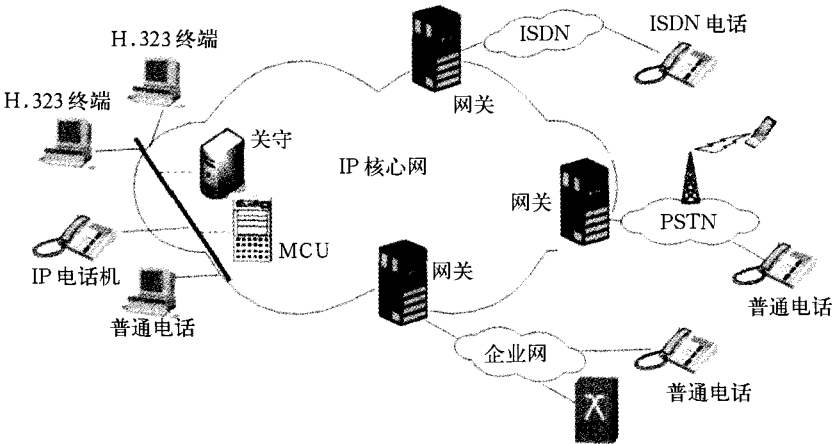 H.323 终端
ISDN
ISDN 电话
H.323 终端
网关
关守
IP 核心网
网关
PSTN
MCU
IP 电话机
网关
普通电话
普通电话
企业网
普通电话